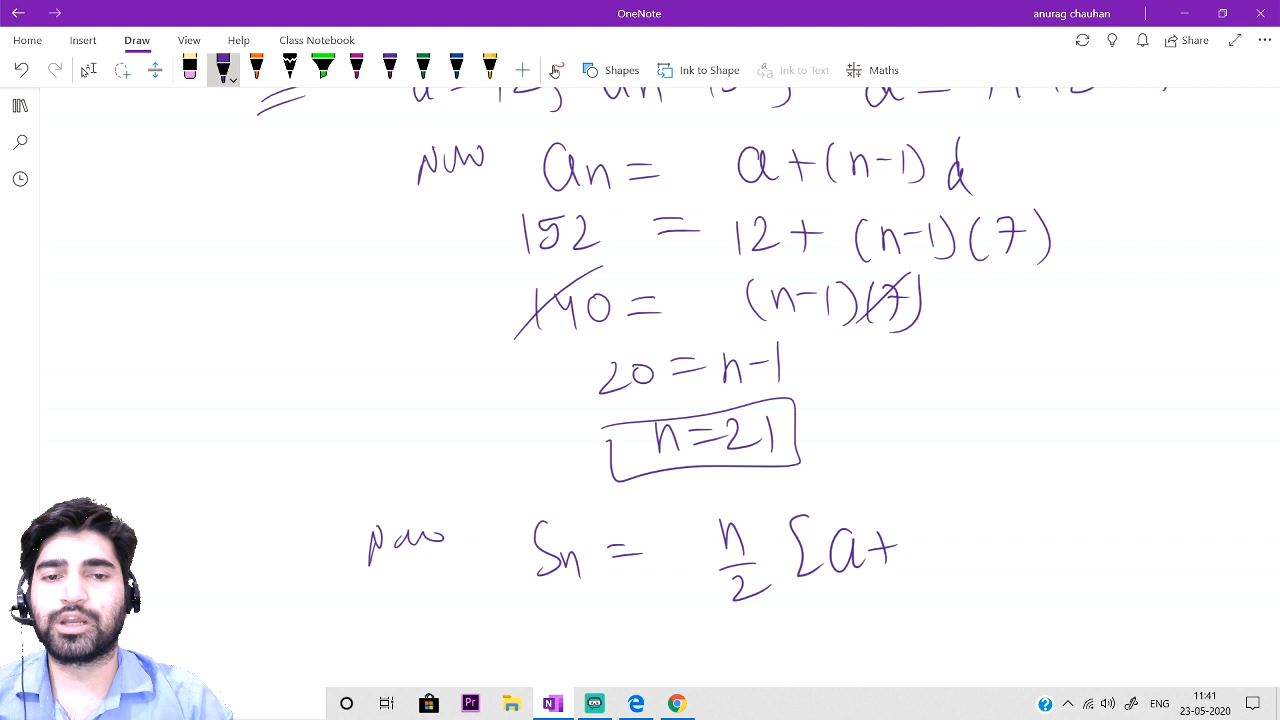 OneNote
anurag chauhan
Home Insert Draw View Help Class Notebook
Share
Shapes Ink to Shape Ink to Text Maths
Now an = a+(n-1)d
152 = 12+ (n-1)(7)
140 = (n-1)(7)
20=n-1
n=21
Now Sn = n/2 [a+
Pr N
ENG 11:41
23-05-2020